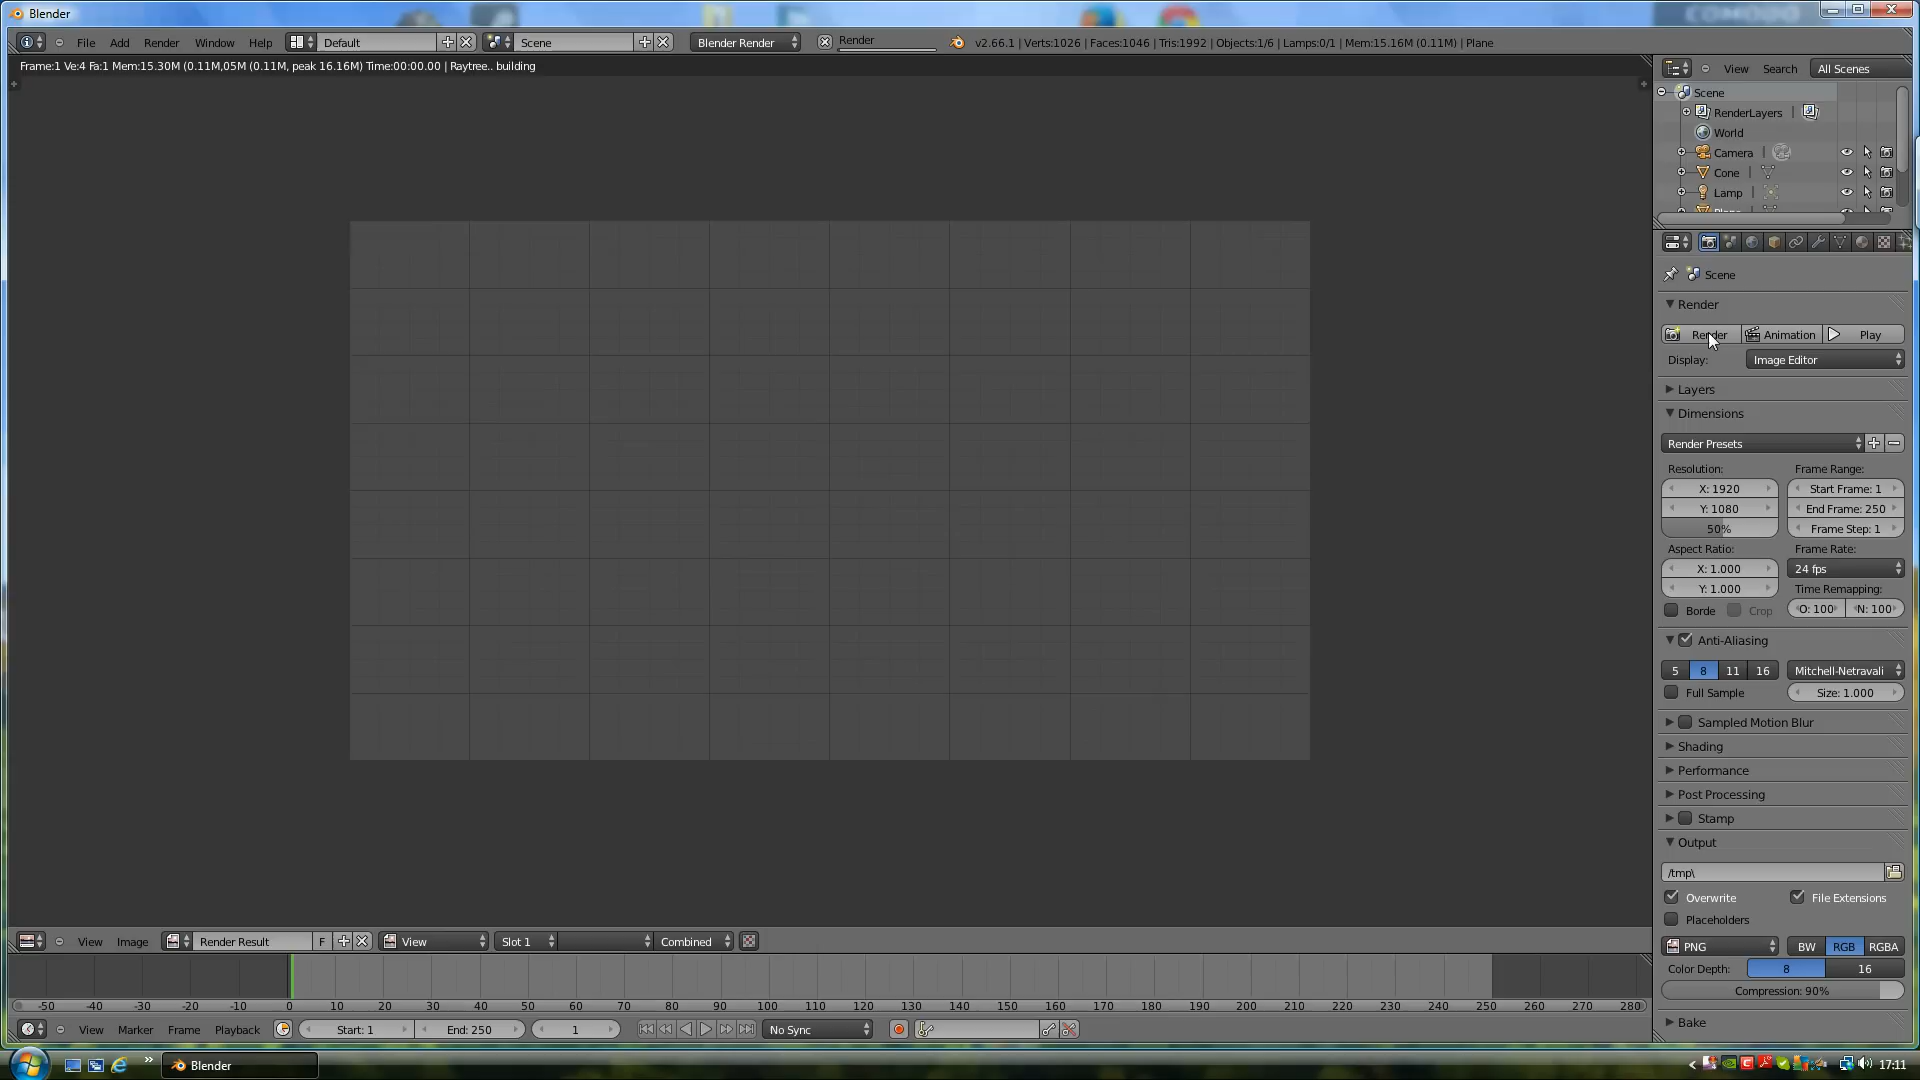 Blender
COMODO
File Add Render Window Help Default Scene Blender Render Render v2.66.1 | Verts:1026 | Faces:1046 | Tris:1992 | Objects:1/6 | Lamps:0/1 | Mem:15.16M (0.11M) | Plane
Frame:1 Ve:4 Fa:1 Mem:15.30M (0.11M,05M (0.11M, peak 16.16M) Time:00:00.00 | Raytree.. building
View Search All Scenes
Scene
RenderLayers
World
Camera
Cone
Lamp
Scene
Render
Render Animation Play
Display: Image Editor
Layers
Dimensions
Render Presets
Resolution: Frame Range:
X: 1920 Start Frame: 1
Y: 1080 End Frame: 250
50% Frame Step: 1
Aspect Ratio: Frame Rate:
X: 1.000 24 fps
Y: 1.000 Time Remapping:
Borde Crop O: 100 N: 100
Anti-Aliasing
5 8 11 16 Mitchell-Netravali
Full Sample Size: 1.000
Sampled Motion Blur
Shading
Performance
Post Processing
Stamp
Output
/tmp\
Overwrite File Extensions
Placeholders
PNG BW RGB RGBA
Color Depth: 8 16
Compression: 90%
Bake
View Image Render Result F View Slot 1 Combined
-50 -40 -30 -20 -10 0 10 20 30 40 50 60 70 80 90 100 110 120 130 140 150 160 170 180 190 200 210 220 230 240 250 260 270 280
View Marker Frame Playback Start: 1 End: 250 1 No Sync
Blender 17:11